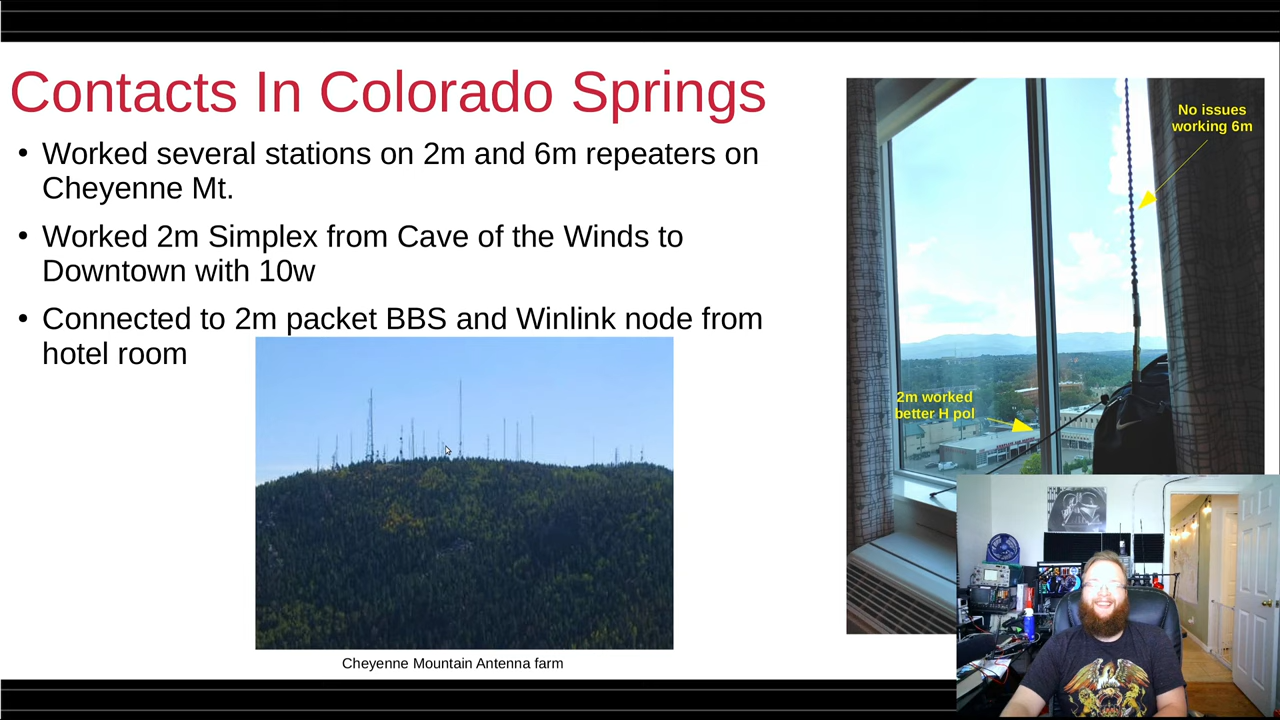 Contacts In Colorado Springs
• Worked several stations on 2m and 6m repeaters on
Cheyenne Mt.
• Worked 2m Simplex from Cave of the Winds to
Downtown with 10w
• Connected to 2m packet BBS and Winlink node from
hotel room
Cheyenne Mountain Antenna farm
No issues
working 6m
2m worked
better H pol